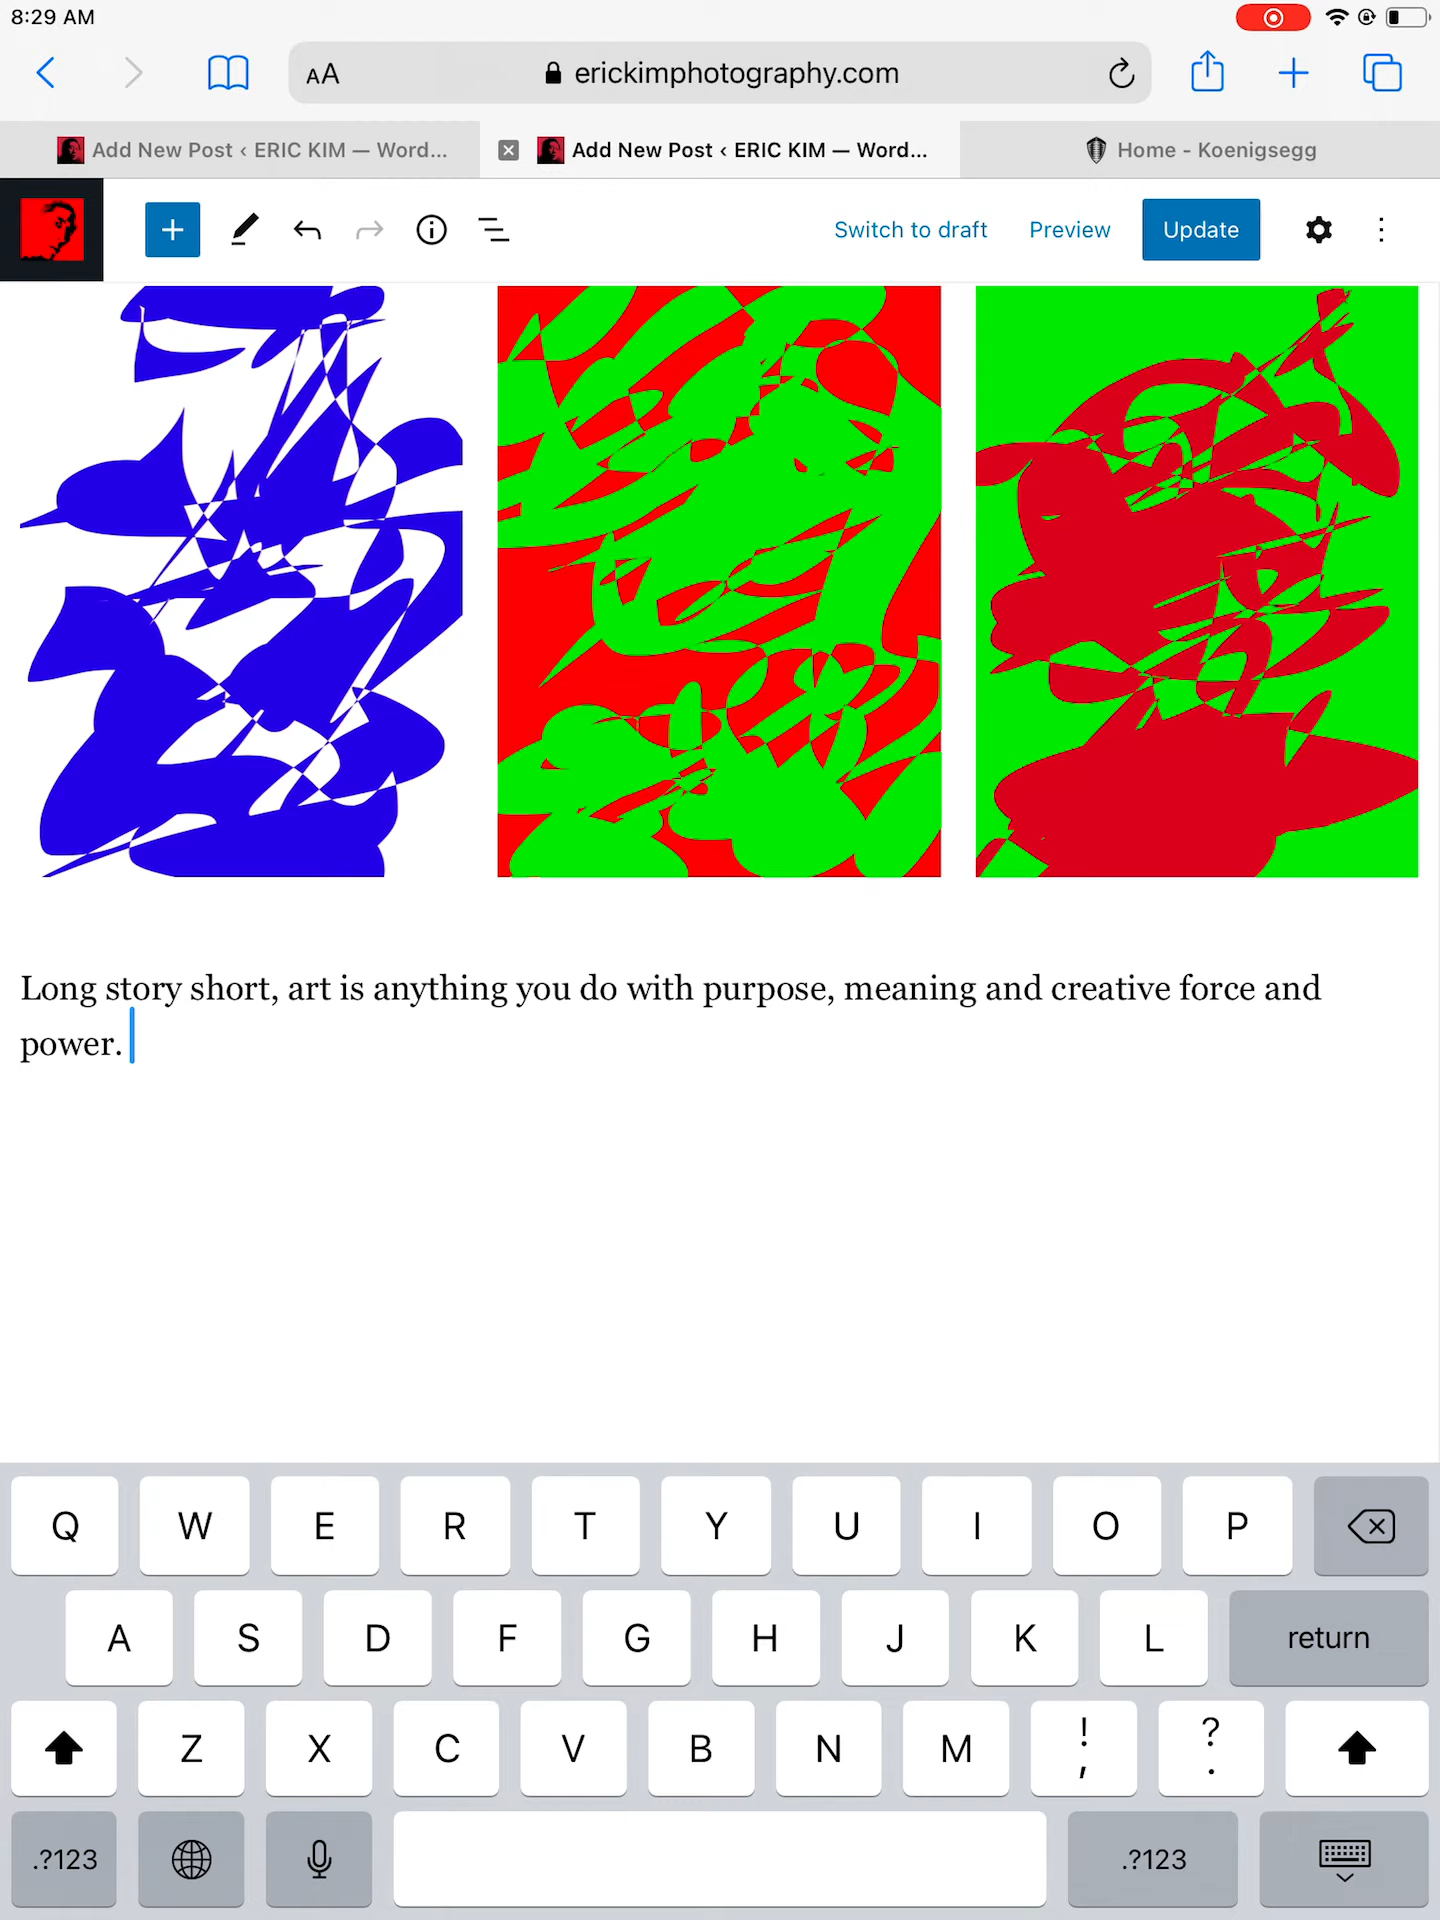 8:29 AM
AA erickimphotography.com
Add New Post ‹ ERIC KIM — Word...
Add New Post ‹ ERIC KIM — Word...
Home - Koenigsegg
Switch to draft Preview Update
Long story short, art is anything you do with purpose, meaning and creative force and
power.
Q W E R T Y U I O P
A S D F G H J K L return
Z X C V B N M ! , ? .
.?123 .?123